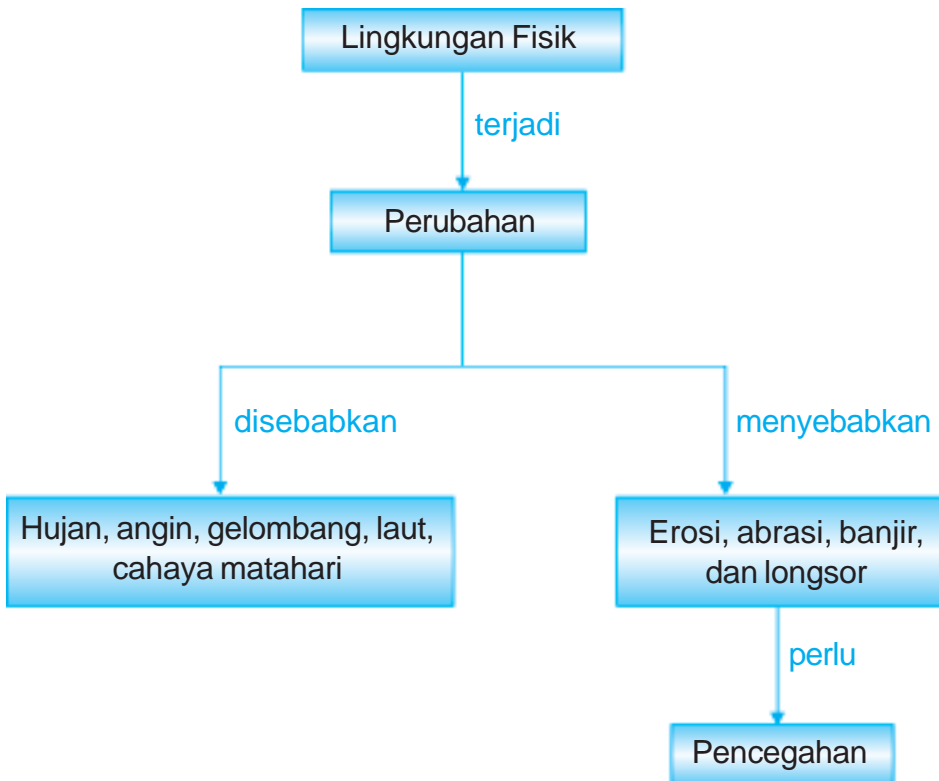 Lingkungan Fisik
terjadi
Perubahan
disebabkan
menyebabkan
Hujan, angin, gelombang, laut,
cahaya matahari
Erosi, abrasi, banjir,
dan longsor
perlu
Pencegahan